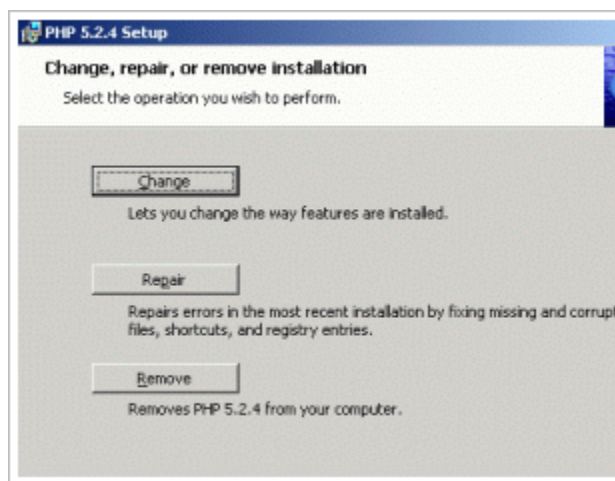 PHP 5.2.4 Setup
Change, repair, or remove installation
Select the operation you wish to perform.
Change
Lets you change the way features are installed.
Repair
Repairs errors in the most recent installation by fixing missing and corrupt
files, shortcuts, and registry entries.
Remove
Removes PHP 5.2.4 from your computer.